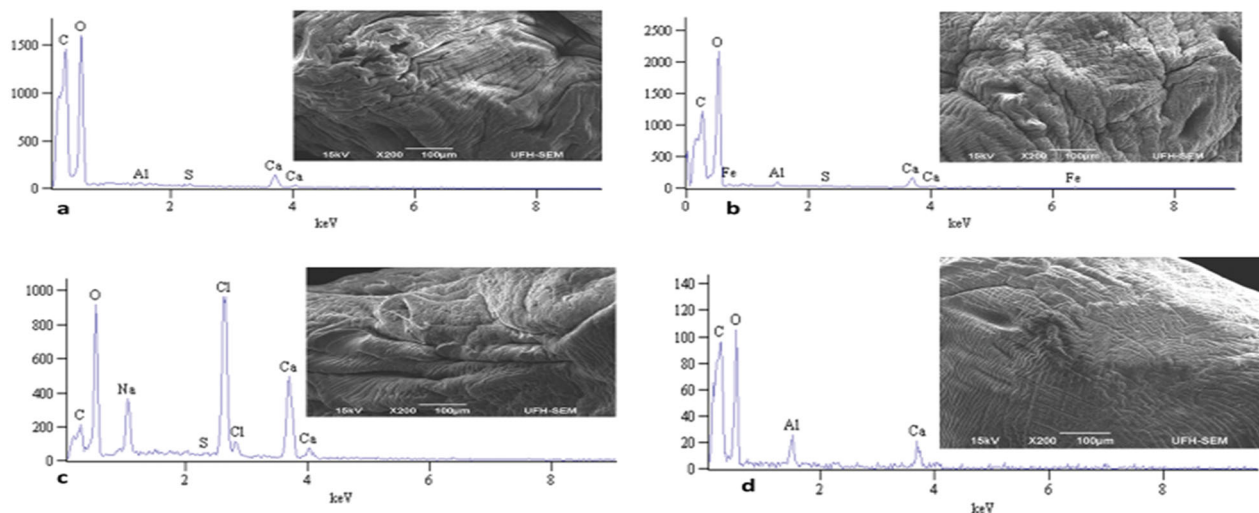 1500
1000
500
0
C
O
Al
S
Ca
Ca
2
4
6
8
keV
a
15kV X200 100µm UFH-SEM
2500
2000
1500
1000
500
0
C
O
Fe
Al
S
Ca
Ca
Fe
0
2
4
6
8
keV
b
15kV X200 100µm UFH-SEM
1000
800
600
400
200
0
C
O
Na
S
Cl
Cl
Ca
Ca
2
4
6
8
keV
c
15kV X200 100µm UFH-SEM
140
120
100
80
60
40
20
0
C
O
Al
Ca
2
4
6
8
keV
d
15kV X200 100µm UFH-SEM